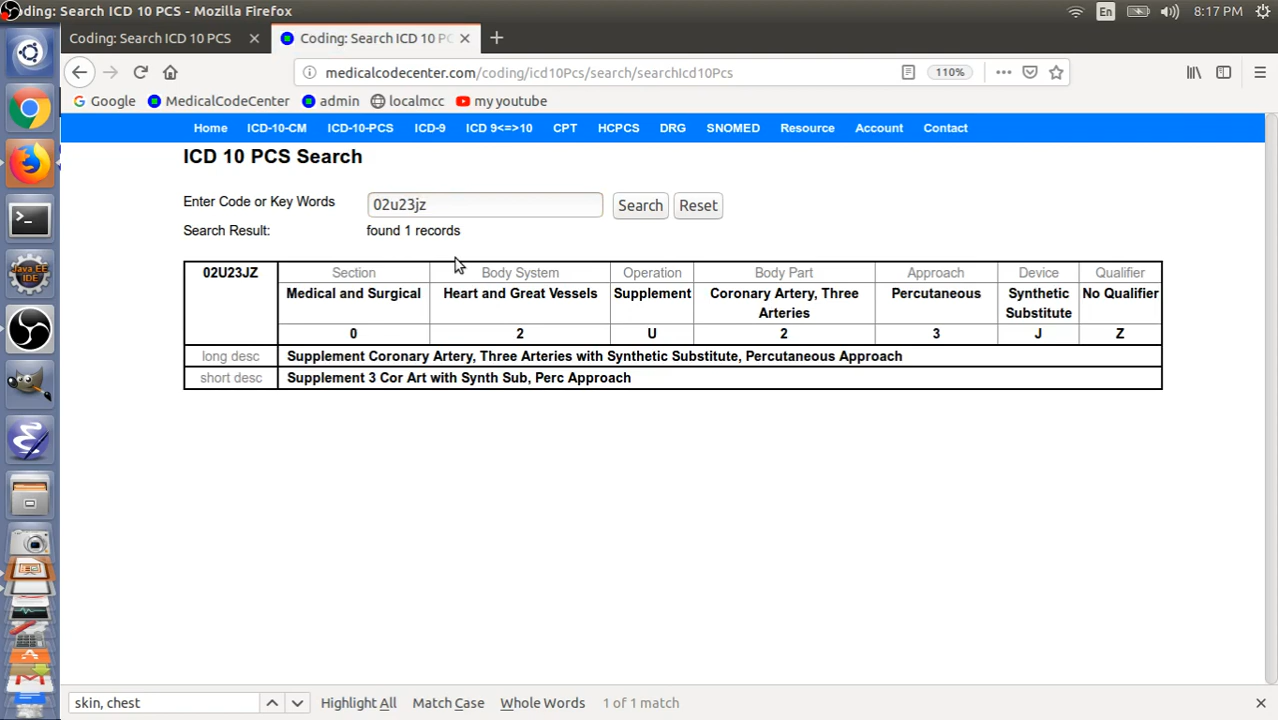 oding: Search ICD 10 PCS - Mozilla Firefox
En
8:17 PM
Coding: Search ICD 10 PCS
Coding: Search ICD 10 PC
medicalcodecenter.com/coding/icd10Pcs/search/searchIcd10Pcs
110%
Google MedicalCodeCenter admin localmcc my youtube
Home ICD-10-CM ICD-10-PCS ICD-9 ICD 9<=>10 CPT HCPCS DRG SNOMED Resource Account Contact
ICD 10 PCS Search
Enter Code or Key Words 02u23jz Search Reset
Search Result: found 1 records
02U23JZ Section Body System Operation Body Part Approach Device Qualifier
Medical and Surgical Heart and Great Vessels Supplement Coronary Artery, Three Percutaneous Synthetic No Qualifier
Arteries Substitute
0 2 U 2 3 J Z
long desc Supplement Coronary Artery, Three Arteries with Synthetic Substitute, Percutaneous Approach
short desc Supplement 3 Cor Art with Synth Sub, Perc Approach
Java EE
IDE
skin, chest Highlight All Match Case Whole Words 1 of 1 match